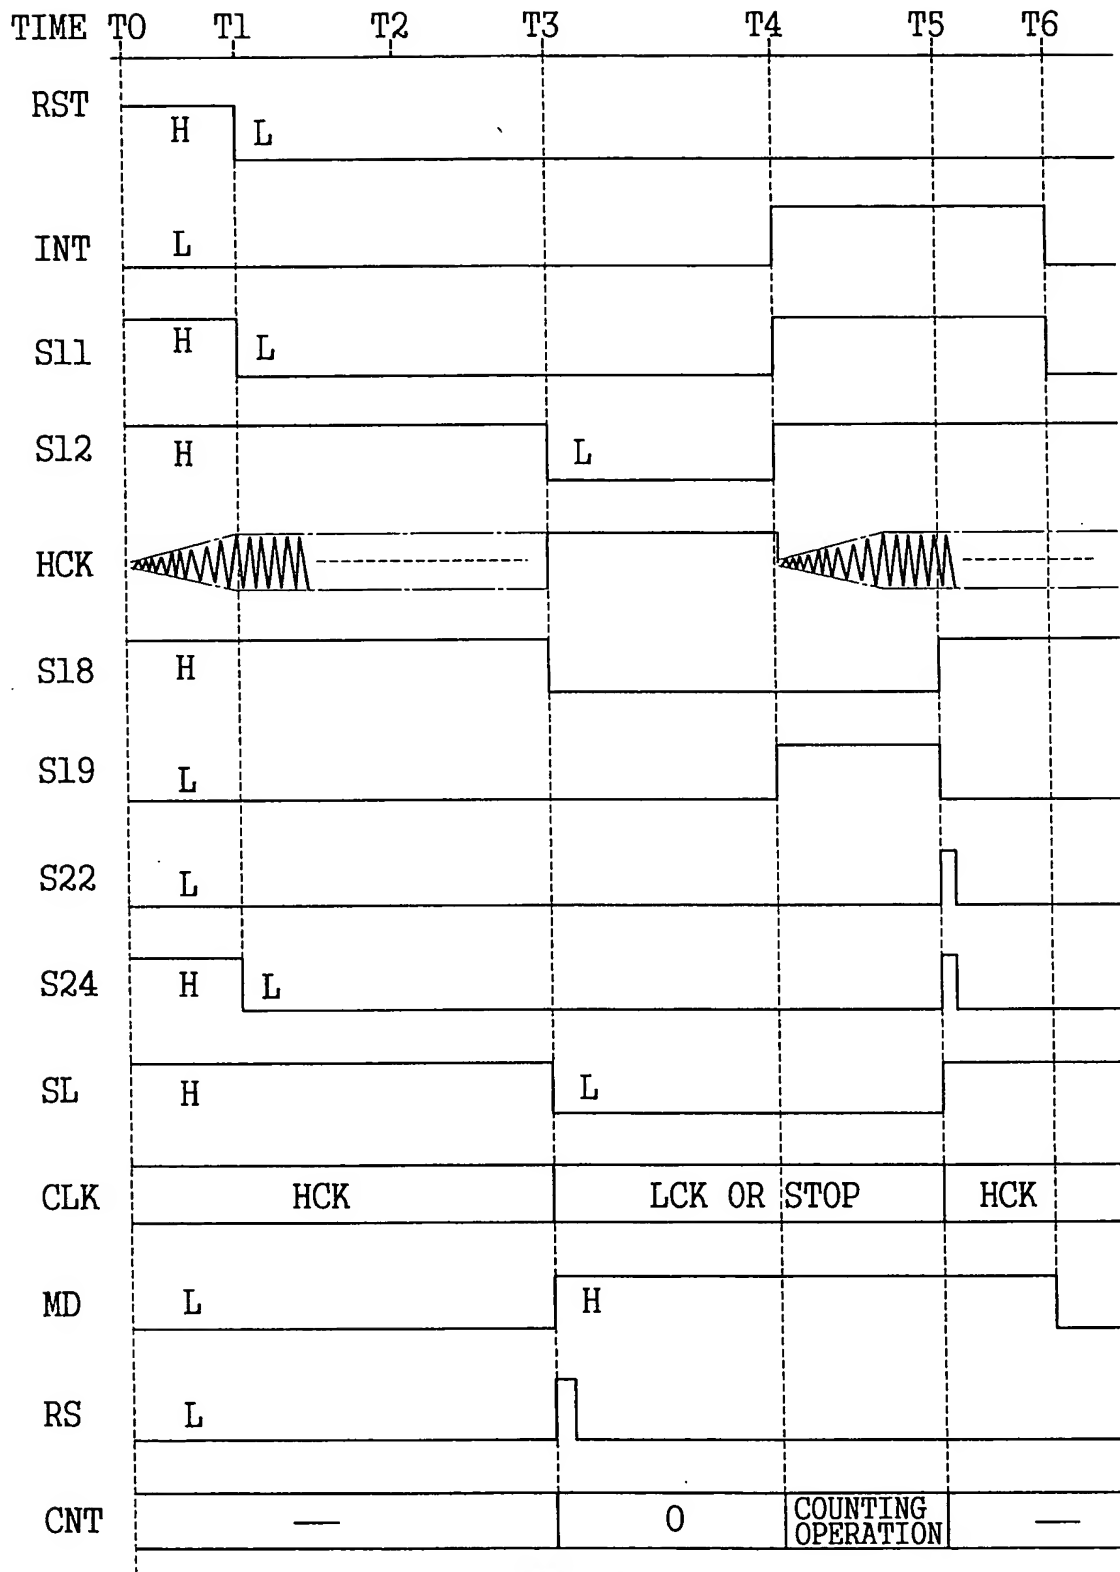 TIME T0 T1 T2 T3 T4 T5 T6
RST H L
INT L
S11 H L
S12 H L
HCK
S18 H
S19 L
S22 L
S24 H L
SL H L
CLK HCK LCK OR STOP HCK
MD L H
RS L
CNT — 0 COUNTING OPERATION —